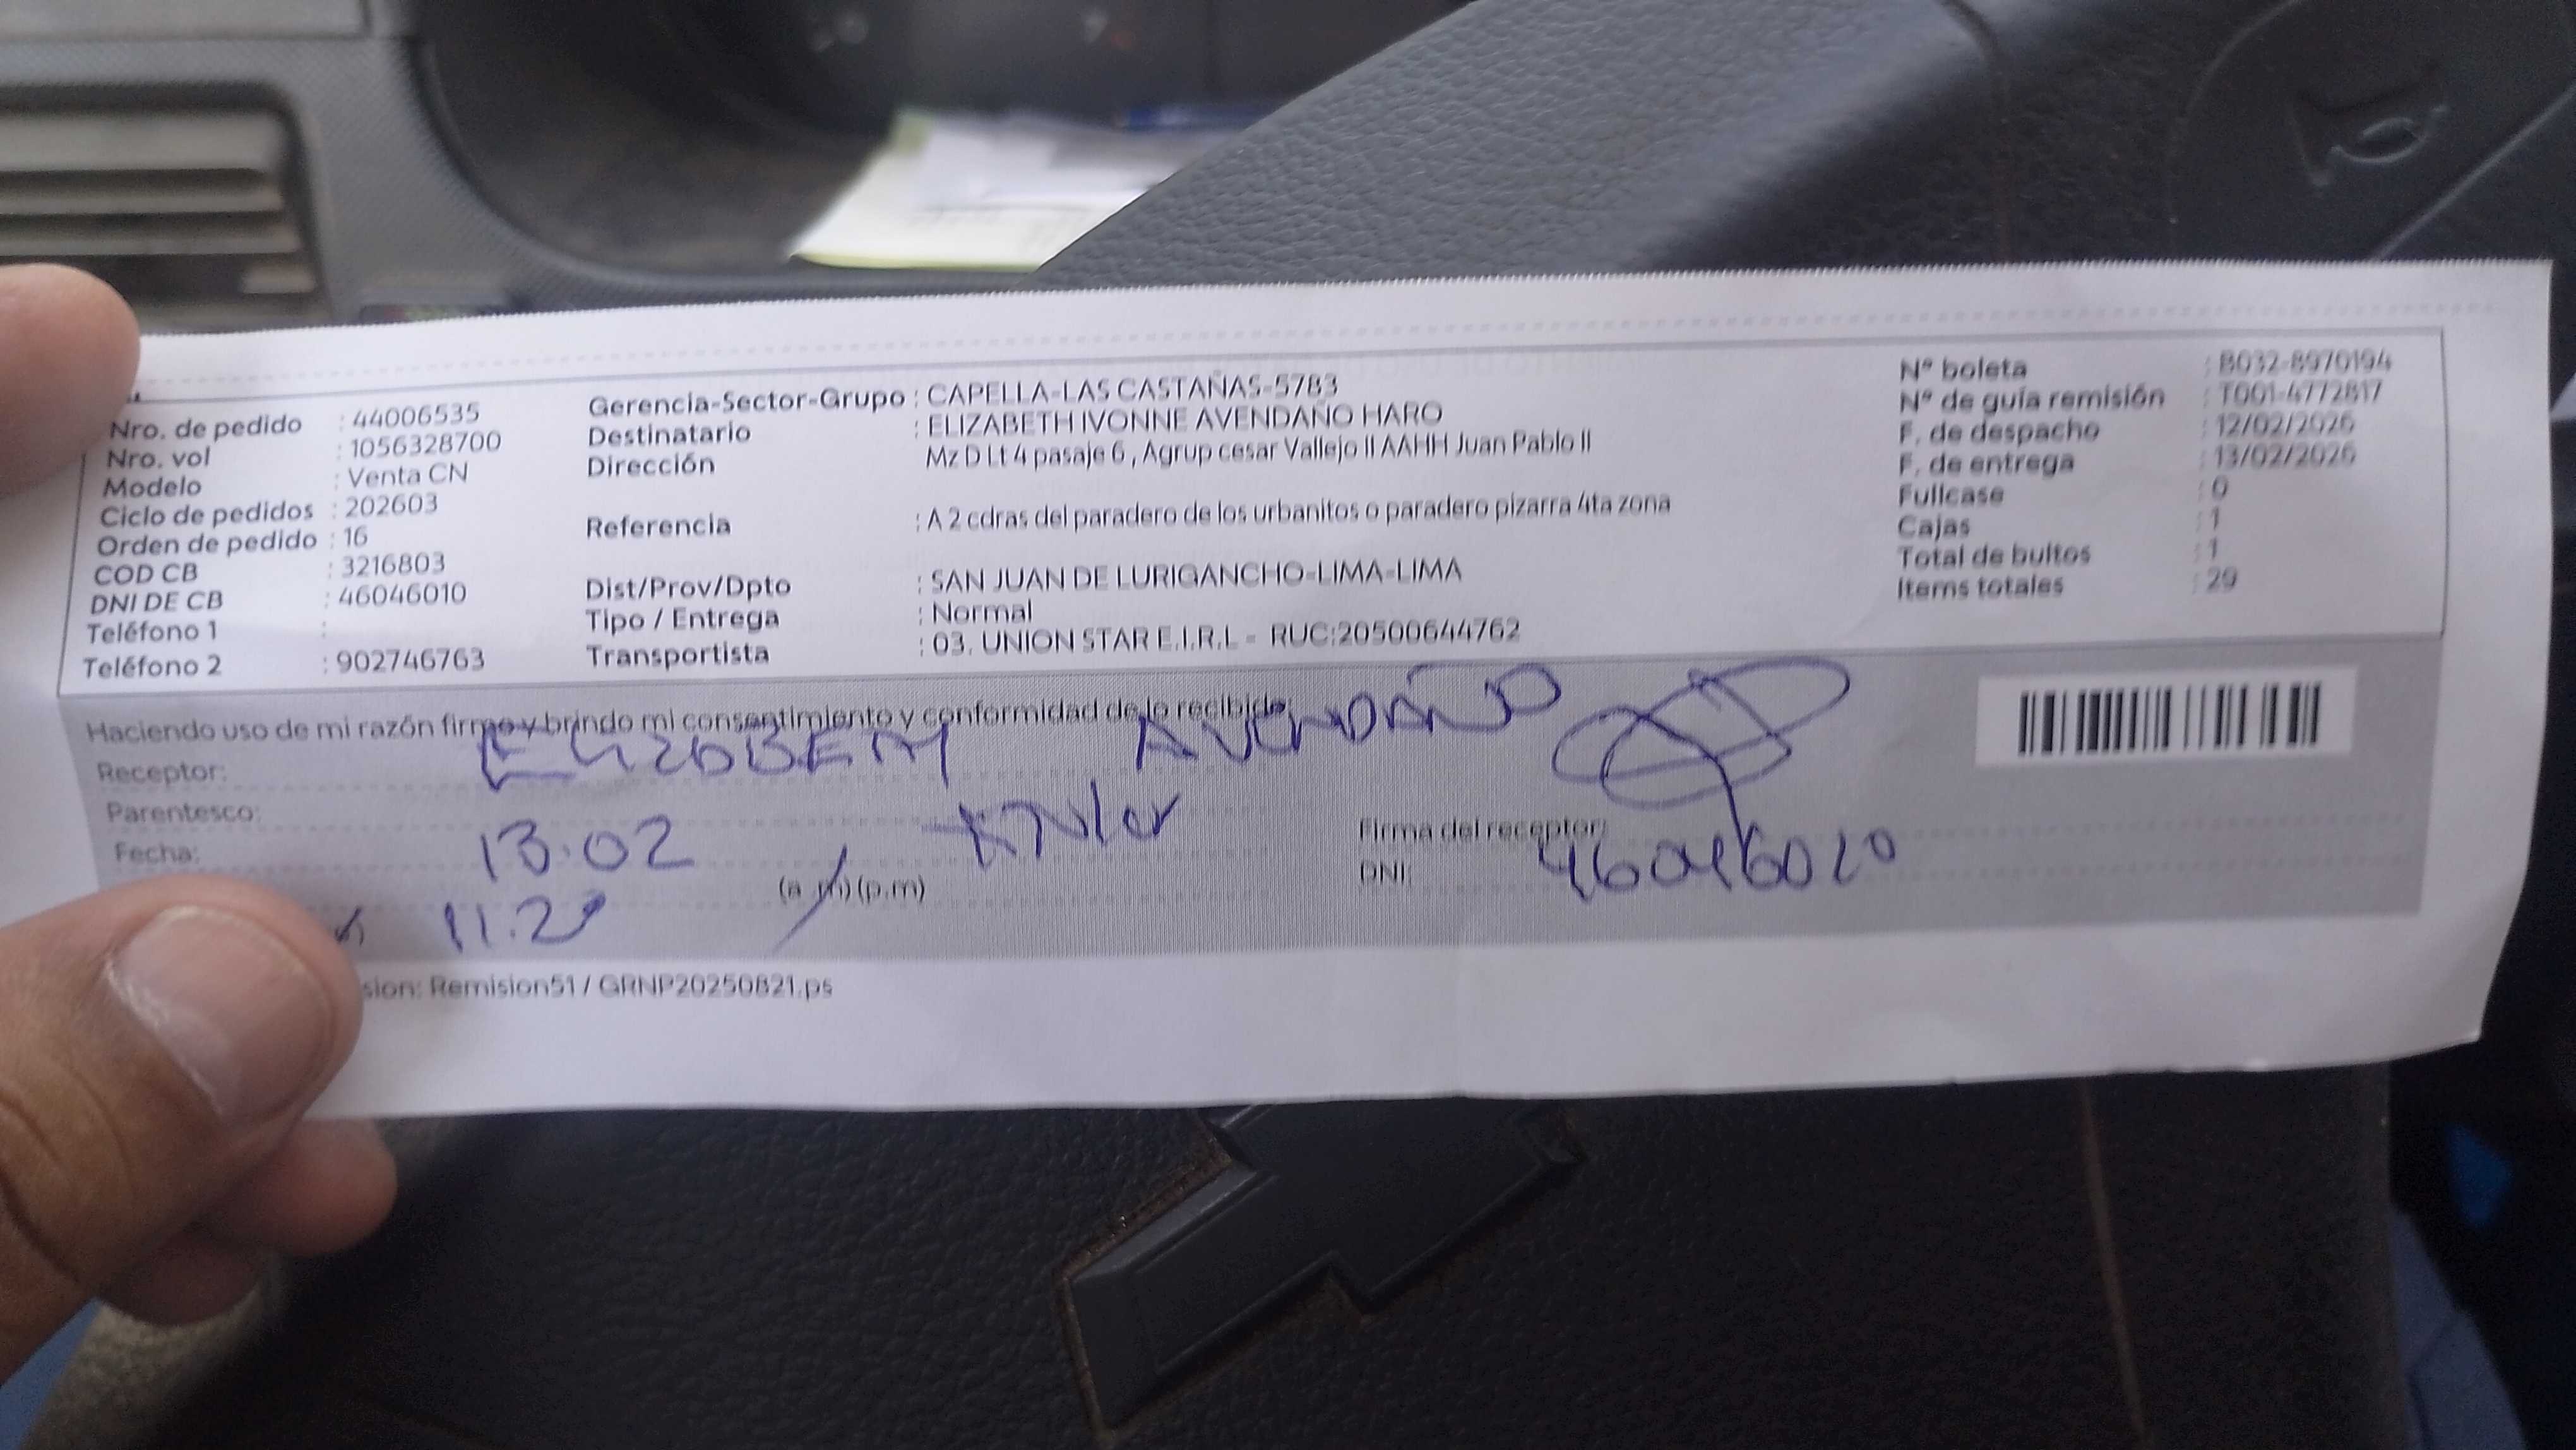 Nro. de pedido : 44006535
Nro. vol : 1056328700
Modelo : Venta CN
Ciclo de pedidos : 202603
Orden de pedido : 16
COD CB : 3216803
DNI DE CB : 46046010
Teléfono 1 :
Teléfono 2 : 902746763
Gerencia-Sector-Grupo : CAPELLA-LAS CASTAÑAS-5783
Destinatario : ELIZABETH IVONNE AVENDAÑO HARO
Dirección Mz D Lt 4 pasaje 6 , Agrup cesar Vallejo II AAHH Juan Pablo II
Referencia : A 2 cdras del paradero de los urbanitos o paradero pizarra 4ta zona
Dist/Prov/Dpto : SAN JUAN DE LURIGANCHO-LIMA-LIMA
Tipo / Entrega : Normal
Transportista : 03. UNION STAR E.I.R.L - RUC:20500644762
N° boleta : B032-8970194
N° de guía remisión : T001-4772817
F. de despacho : 12/02/2026
F. de entrega : 13/02/2026
Fullcase : 0
Cajas : 1
Total de bultos : 1
Items totales : 29
Haciendo uso de mi razón firmo y brindo mi consentimiento y conformidad de lo recibido:
Receptor: AVENDAÑO
Parentesco:
Fecha: 13.02
11.2 (a.m) (p.m)
Firma del receptor:
DNI: 46046010
sion: Remision51 / GRNP20250821.ps